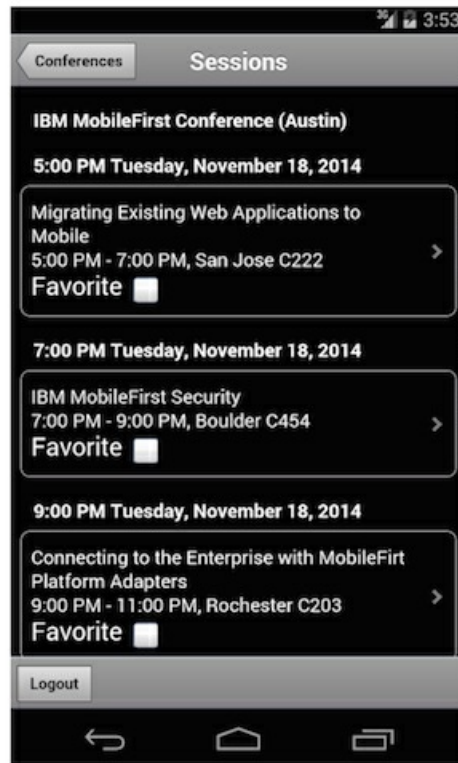 3G 3:53
Conferences
Sessions
IBM MobileFirst Conference (Austin)
5:00 PM Tuesday, November 18, 2014
Migrating Existing Web Applications to
Mobile
5:00 PM - 7:00 PM, San Jose C222
Favorite
7:00 PM Tuesday, November 18, 2014
IBM MobileFirst Security
7:00 PM - 9:00 PM, Boulder C454
Favorite
9:00 PM Tuesday, November 18, 2014
Connecting to the Enterprise with MobileFirt
Platform Adapters
9:00 PM - 11:00 PM, Rochester C203
Favorite
Logout